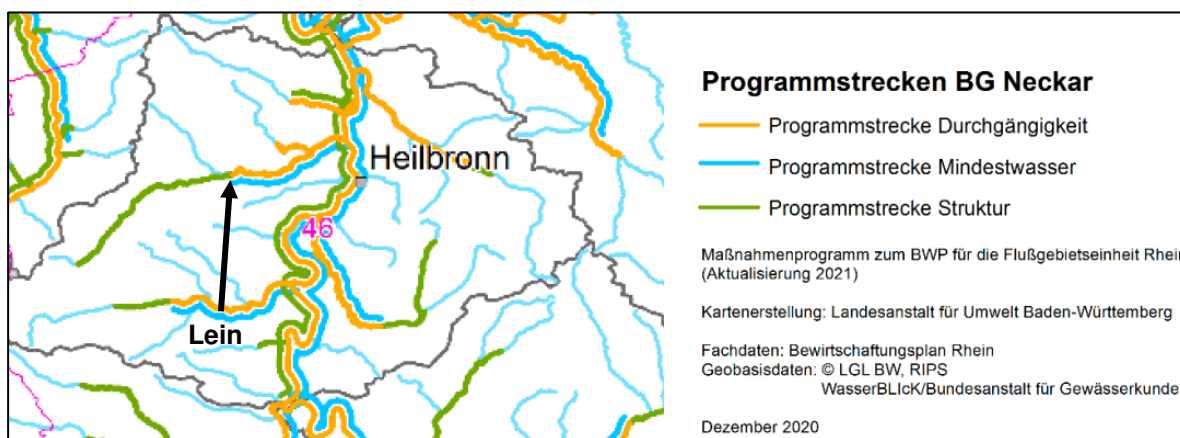 Heilbronn
46
Lein
Programmstrecken BG Neckar
Programmstrecke Durchgängigkeit
Programmstrecke Mindestwasser
Programmstrecke Struktur
Maßnahmenprogramm zum BWP für die Flußgebietseinheit Rhein
(Aktualisierung 2021)
Kartenerstellung: Landesanstalt für Umwelt Baden-Württemberg
Fachdaten: Bewirtschaftungsplan Rhein
Geobasisdaten: © LGL BW, RIPS
WasserBLIcK/Bundesanstalt für Gewässerkunde
Dezember 2020